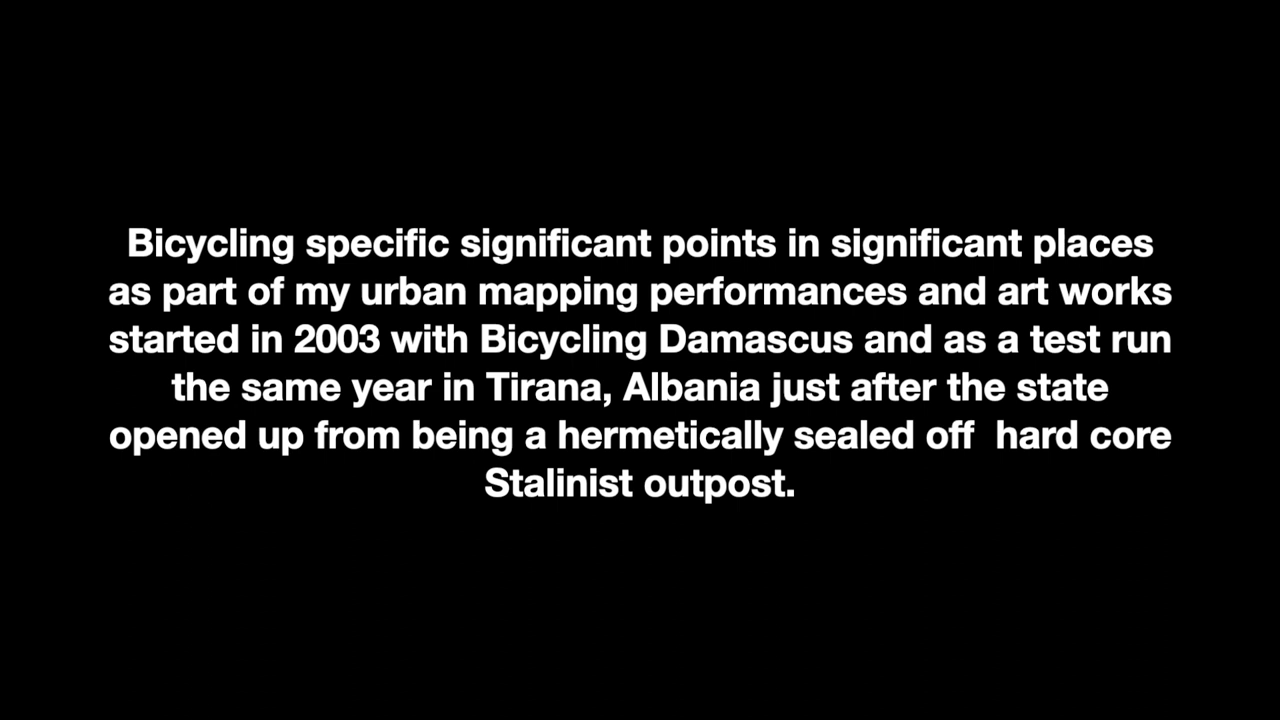 Bicycling specific significant points in significant places
as part of my urban mapping performances and art works
started in 2003 with Bicycling Damascus and as a test run
the same year in Tirana, Albania just after the state
opened up from being a hermetically sealed off  hard core
Stalinist outpost.